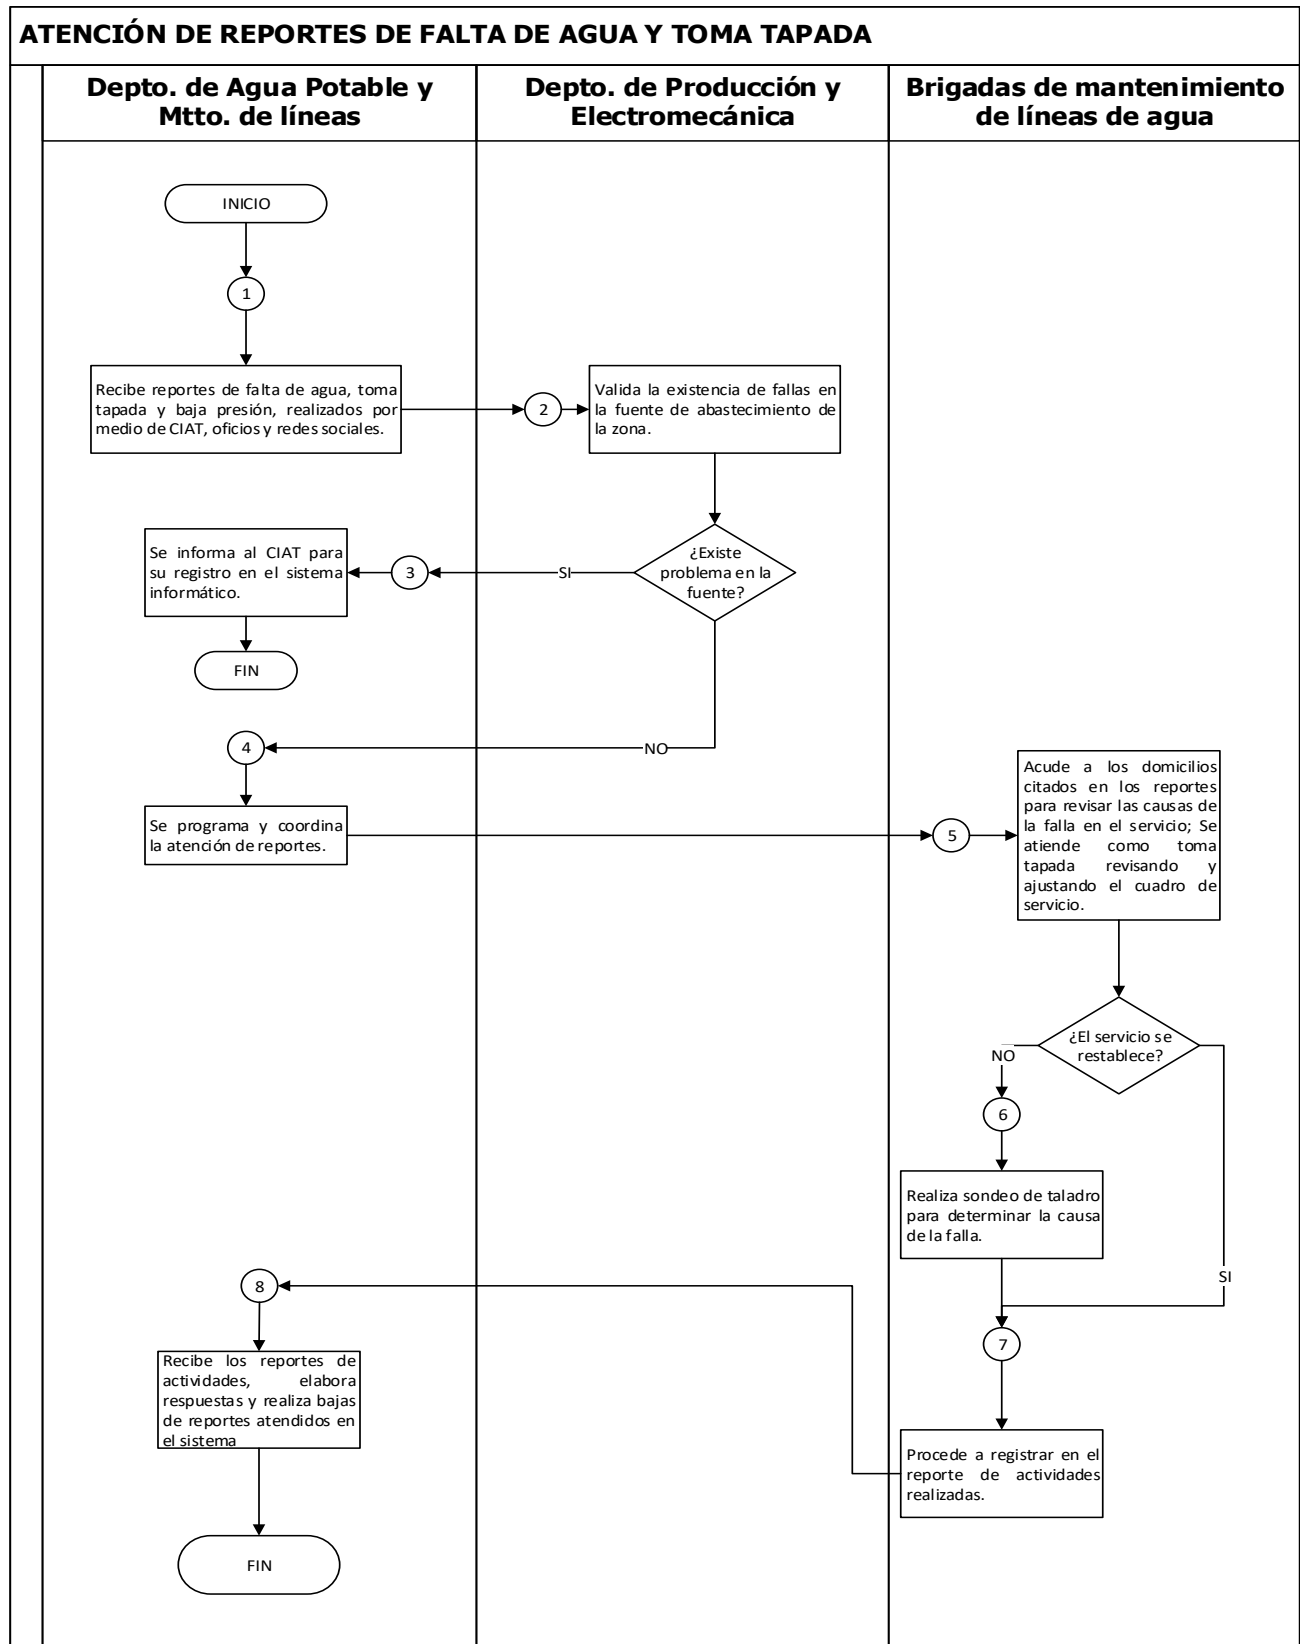 ATENCIÓN DE REPORTES DE FALTA DE AGUA Y TOMA TAPADA
Depto. de Agua Potable y
Mtto. de líneas
Depto. de Producción y
Electromecánica
Brigadas de mantenimiento
de líneas de agua
INICIO
1
Recibe reportes de falta de agua, toma
tapada y baja presión, realizados por
medio de CIAT, oficios y redes sociales.
2
Valida la existencia de fallas en
la fuente de abastecimiento de
la zona.
¿Existe
problema en la
fuente?
SI
3
Se informa al CIAT para
su registro en el sistema
informático.
FIN
NO
4
Se programa y coordina
la atención de reportes.
5
Acude a los domicilios
citados en los reportes
para revisar las causas de
la falla en el servicio; Se
atiende como toma
tapada revisando y
ajustando el cuadro de
servicio.
¿El servicio se
restablece?
NO
6
Realiza sondeo de taladro
para determinar la causa
de la falla.
SI
7
Procede a registrar en el
reporte de actividades
realizadas.
8
Recibe los reportes de
actividades, elabora
respuestas y realiza bajas
de reportes atendidos en
el sistema
FIN